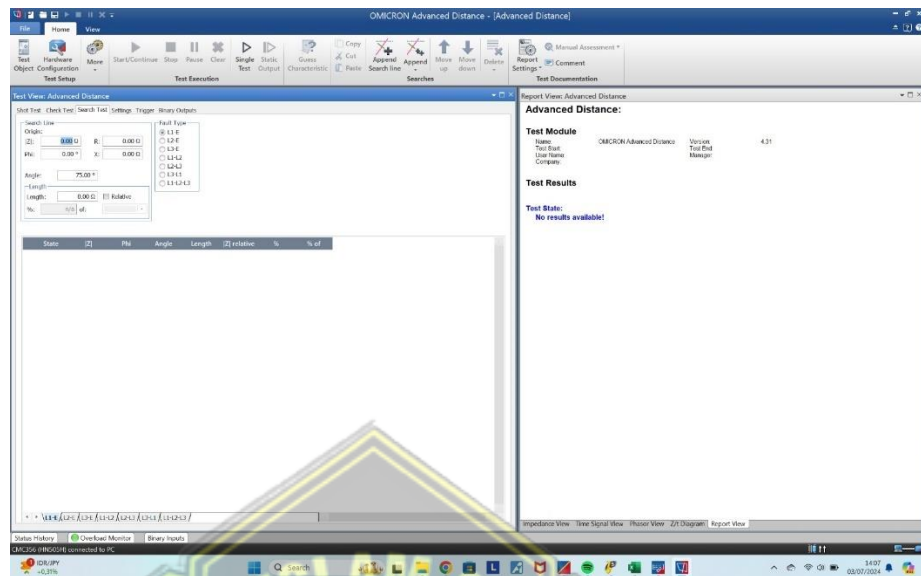 OMICRON Advanced Distance - [Advanced Distance]
File Home View
Test Object Hardware Configuration More Start/Continue Stop Pause Clear Single Test Static Output Guess Characteristic Copy Cut Paste Append Search line Append Move up Move down Delete Report Settings Manual Assessment Comment
Test Setup Test Execution Searches Test Documentation
Test View: Advanced Distance
Shot Test Check Test Search Test Settings Trigger Binary Outputs
Search Line
Origin:
|Z|: 0.00 Ω R: 0.00 Ω
Phi: 0.00 ° X: 0.00 Ω
Angle: 75.00 °
Length
Length: 0.00 Ω Relative
%: N/A of:
Fault Type
L1-E
L2-E
L3-E
L1-L2
L2-L3
L3-L1
L1-L2-L3
State |Z| Phi Angle Length |Z| relative % % of
L1-E L2-E L3-E L1-L2 L2-L3 L3-L1 L1-L2-L3
Report View: Advanced Distance
Advanced Distance:
Test Module
Name: OMICRON Advanced Distance Version: 4.31
Test Start: Test End
User Name: Manager:
Company:
Test Results
Test State:
No results available!
Impedance View Time Signal View Phasor View Z/t Diagram Report View
Status History Overload Monitor Binary Inputs
CMC356 (HN505H) connected to PC
IDR/JPY
-0,31%
Search
14:07
03/07/2024